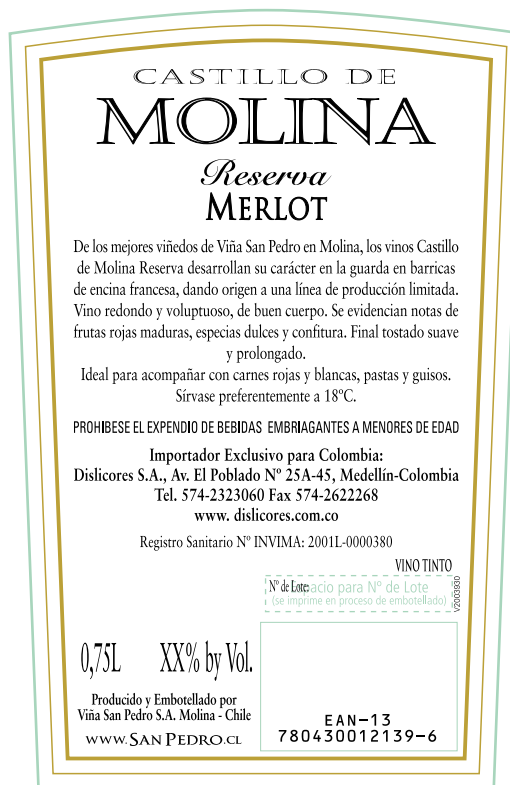 CASTILLO DE
MOLINA
Reserva
MERLOT
De los mejores viñedos de Viña San Pedro en Molina, los vinos Castillo
de Molina Reserva desarrollan su carácter en la guarda en barricas
de encina francesa, dando origen a una línea de producción limitada.
Vino redondo y voluptuoso, de buen cuerpo. Se evidencian notas de
frutas rojas maduras, especias dulces y confitura. Final tostado suave
y prolongado.
Ideal para acompañar con carnes rojas y blancas, pastas y guisos.
Sírvase preferentemente a 18ºC.
PROHIBESE EL EXPENDIO DE BEBIDAS EMBRIAGANTES A MENORES DE EDAD
Importador Exclusivo para Colombia:
Dislicores S.A., Av. El Poblado Nº 25A-45, Medellín-Colombia
Tel. 574-2323060 Fax 574-2622268
www. dislicores.com.co
Registro Sanitario Nº INVIMA: 2001L-0000380
VINO TINTO
Nº de Lote: pacio para Nº de Lote
(se imprime en proceso de embotellado)
V2003930
0,75L XX% by Vol.
Producido y Embotellado por
Viña San Pedro S.A. Molina - Chile
WWW.SAN PEDRO.CL
EAN-13
780430012139-6